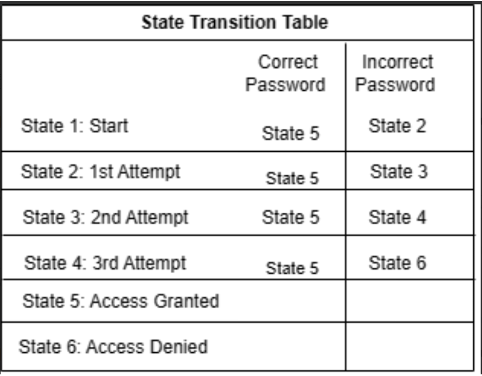 State Transition Table
Correct Password Incorrect Password
State 1: Start State 5 State 2
State 2: 1st Attempt State 5 State 3
State 3: 2nd Attempt State 5 State 4
State 4: 3rd Attempt State 5 State 6
State 5: Access Granted
State 6: Access Denied